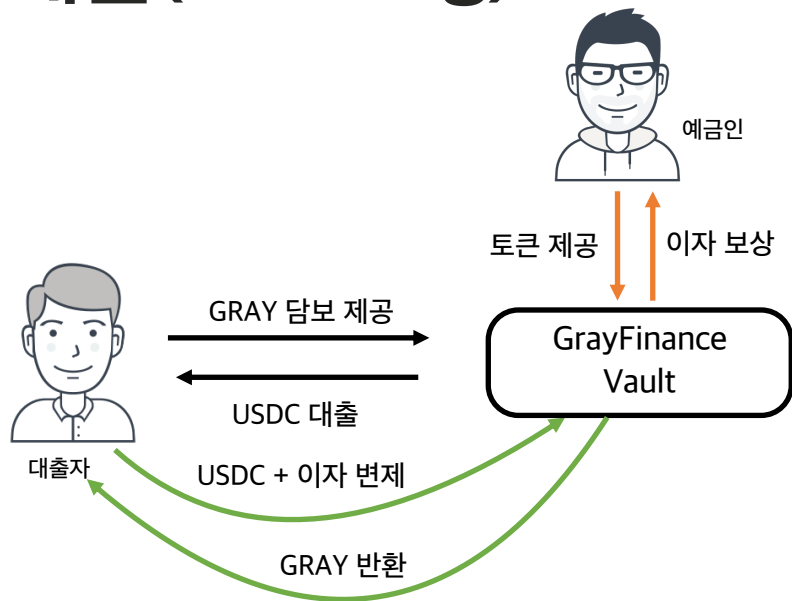 예금인
토큰 제공
이자 보상
GRAY 담보 제공
GrayFinance
Vault
USDC 대출
대출자
USDC + 이자 변제
GRAY 반환